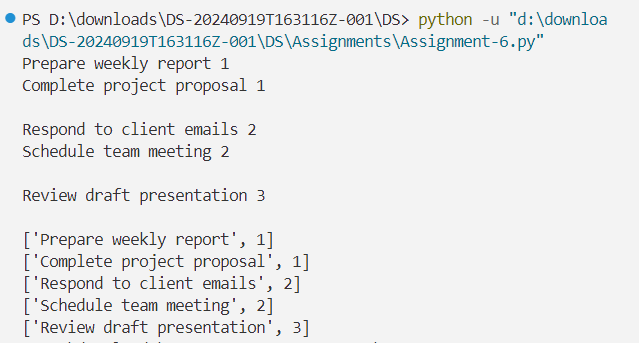 PS D:\downloads\DS-20240919T163116Z-001\DS> python -u "d:\downloa
ds\DS-20240919T163116Z-001\DS\Assignments\Assignment-6.py"
Prepare weekly report 1
Complete project proposal 1
Respond to client emails 2
Schedule team meeting 2
Review draft presentation 3
['Prepare weekly report', 1]
['Complete project proposal', 1]
['Respond to client emails', 2]
['Schedule team meeting', 2]
['Review draft presentation', 3]